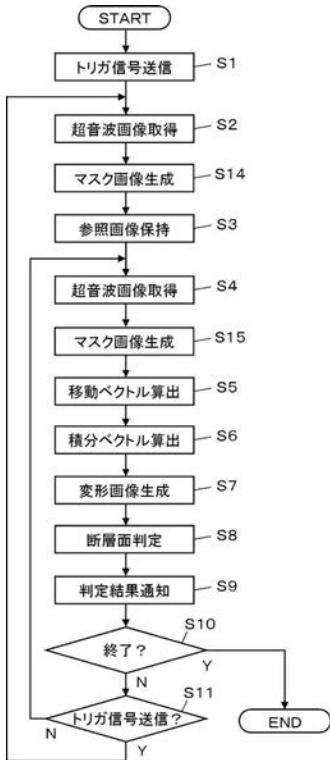 START
トリガ信号送信 S1
超音波画像取得 S2
マスク画像生成 S14
参照画像保持 S3
超音波画像取得 S4
マスク画像生成 S15
移動ベクトル算出 S5
積分ベクトル算出 S6
変形画像生成 S7
断層面判定 S8
判定結果通知 S9
S10
終了？ Y
N S11
N トリガ信号送信？ END
Y